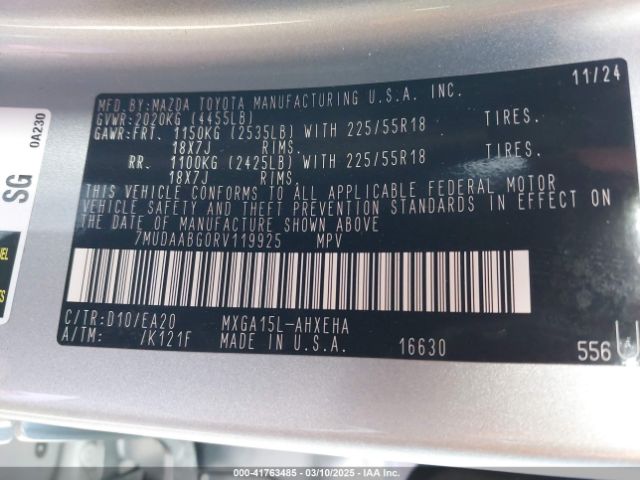 11/24
MFD.BY:MAZDA TOYOTA MANUFACTURING U.S.A. INC.
GVWR:2020KG (4455LB)
GAWR:FRT. 1150KG (2535LB) WITH 225/55R18 TIRES.
18X7J RIMS.
RR. 1100KG (2425LB) WITH 225/55R18 TIRES.
18X7J RIMS
THIS VEHICLE CONFORMS TO ALL APPLICABLE FEDERAL MOTOR
VEHICLE SAFETY AND THEFT PREVENTION STANDARDS IN EFFECT ON
THE DATE OF MANUFACTURE SHOWN ABOVE
7MUDAABG0RV119925 MPV
C/TR:D10/EA20 MXGA15L-AHXEHA
A/TM: /K121F MADE IN U.S.A. 16630 556
SG
0A230
000-41763485 - 03/10/2025 - IAA Inc.